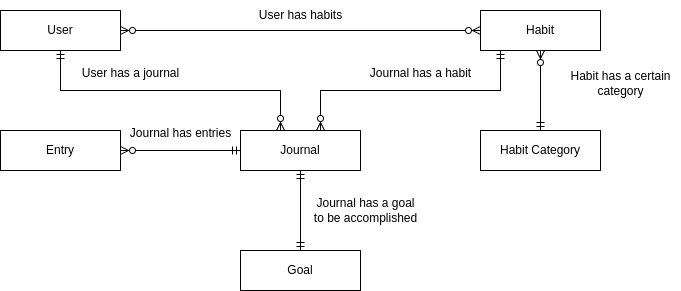 User has habits
User
Habit
User has a journal
Journal has a habit
Habit has a certain
category
Journal has entries
Entry
Journal
Habit Category
Journal has a goal
to be accomplished
Goal